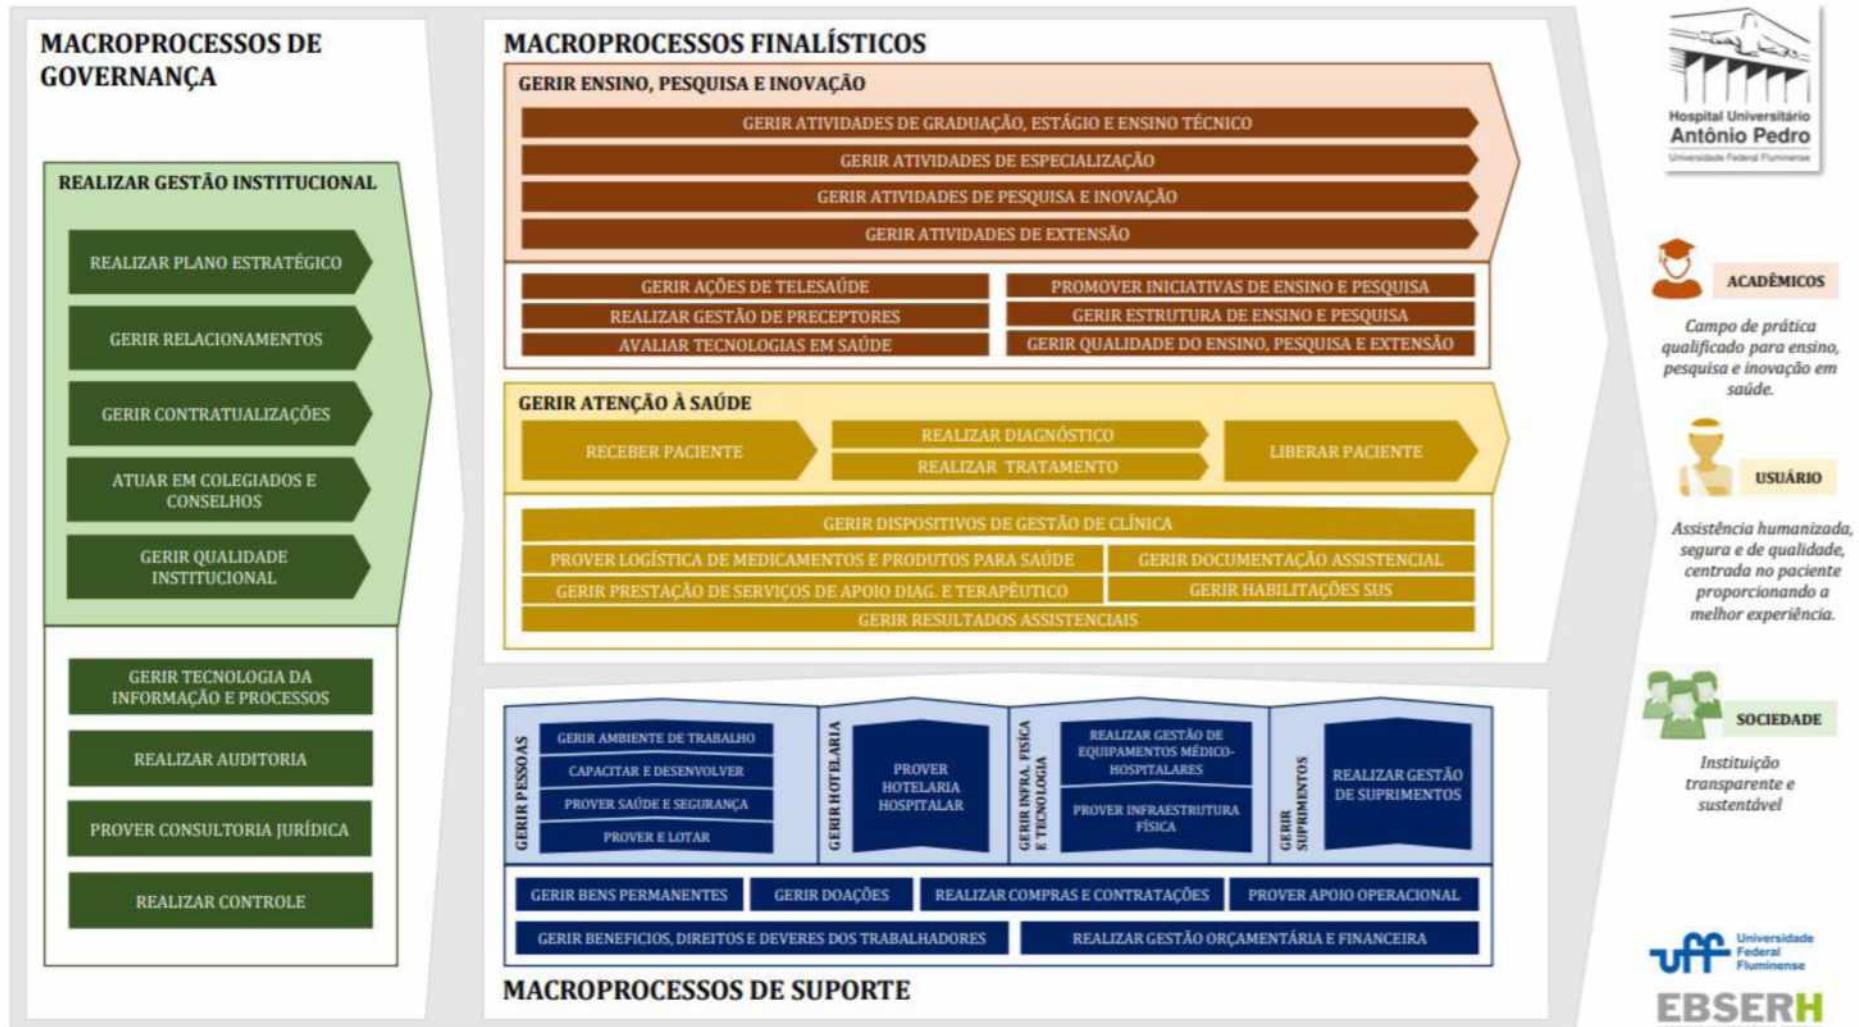 MACROPROCESSOS DE
GOVERNANÇA
REALIZAR GESTÃO INSTITUCIONAL
REALIZAR PLANO ESTRATÉGICO
GERIR RELACIONAMENTOS
GERIR CONTRATUALIZAÇÕES
ATUAR EM COLEGIADOS E
CONSELHOS
GERIR QUALIDADE
INSTITUCIONAL
GERIR TECNOLOGIA DA
INFORMAÇÃO E PROCESSOS
REALIZAR AUDITORIA
PROVER CONSULTORIA JURÍDICA
REALIZAR CONTROLE
MACROPROCESSOS FINALÍSTICOS
GERIR ENSINO, PESQUISA E INOVAÇÃO
GERIR ATIVIDADES DE GRADUAÇÃO, ESTÁGIO E ENSINO TÉCNICO
GERIR ATIVIDADES DE ESPECIALIZAÇÃO
GERIR ATIVIDADES DE PESQUISA E INOVAÇÃO
GERIR ATIVIDADES DE EXTENSÃO
GERIR AÇÕES DE TELESAÚDE
REALIZAR GESTÃO DE PRECEPTORES
AVALIAR TECNOLOGIAS EM SAÚDE
PROMOVER INICIATIVAS DE ENSINO E PESQUISA
GERIR ESTRUTURA DE ENSINO E PESQUISA
GERIR QUALIDADE DO ENSINO, PESQUISA E EXTENSÃO
GERIR ATENÇÃO À SAÚDE
RECEBER PACIENTE
REALIZAR DIAGNÓSTICO
REALIZAR TRATAMENTO
LIBERAR PACIENTE
GERIR DISPOSITIVOS DE GESTÃO DE CLÍNICA
PROVER LOGÍSTICA DE MEDICAMENTOS E PRODUTOS PARA SAÚDE
GERIR DOCUMENTAÇÃO ASSISTENCIAL
GERIR PRESTAÇÃO DE SERVIÇOS DE APOIO DIAG. E TERAPÊUTICO
GERIR HABILITAÇÕES SUS
GERIR RESULTADOS ASSISTENCIAIS
GERIR PESSOAS
GERIR AMBIENTE DE TRABALHO
CAPACITAR E DESENVOLVER
PROVER SAÚDE E SEGURANÇA
PROVER E LOTAR
GERIR HOTELARIA
PROVER
HOTELARIA
HOSPITALAR
GERIR INFRA. FISICA
E TECNOLOGIA
REALIZAR GESTÃO DE
EQUIPAMENTOS MÉDICO-
HOSPITALARES
PROVER INFRAESTRUTURA
FÍSICA
GERIR
SUPRIMENTOS
REALIZAR GESTÃO
DE SUPRIMENTOS
GERIR BENS PERMANENTES
GERIR DOAÇÕES
REALIZAR COMPRAS E CONTRATAÇÕES
PROVER APOIO OPERACIONAL
GERIR BENEFICIOS, DIREITOS E DEVERES DOS TRABALHADORES
REALIZAR GESTÃO ORÇAMENTÁRIA E FINANCEIRA
MACROPROCESSOS DE SUPORTE
Hospital Universitário
Antônio Pedro
Universidade Federal Fluminense
ACADÊMICOS
Campo de prática
qualificado para ensino,
pesquisa e inovação em
saúde.
USUÁRIO
Assistência humanizada,
segura e de qualidade,
centrada no paciente
proporcionando a
melhor experiência.
SOCIEDADE
Instituição
transparente e
sustentável
uff
Universidade
Federal
Fluminense
EBSERH